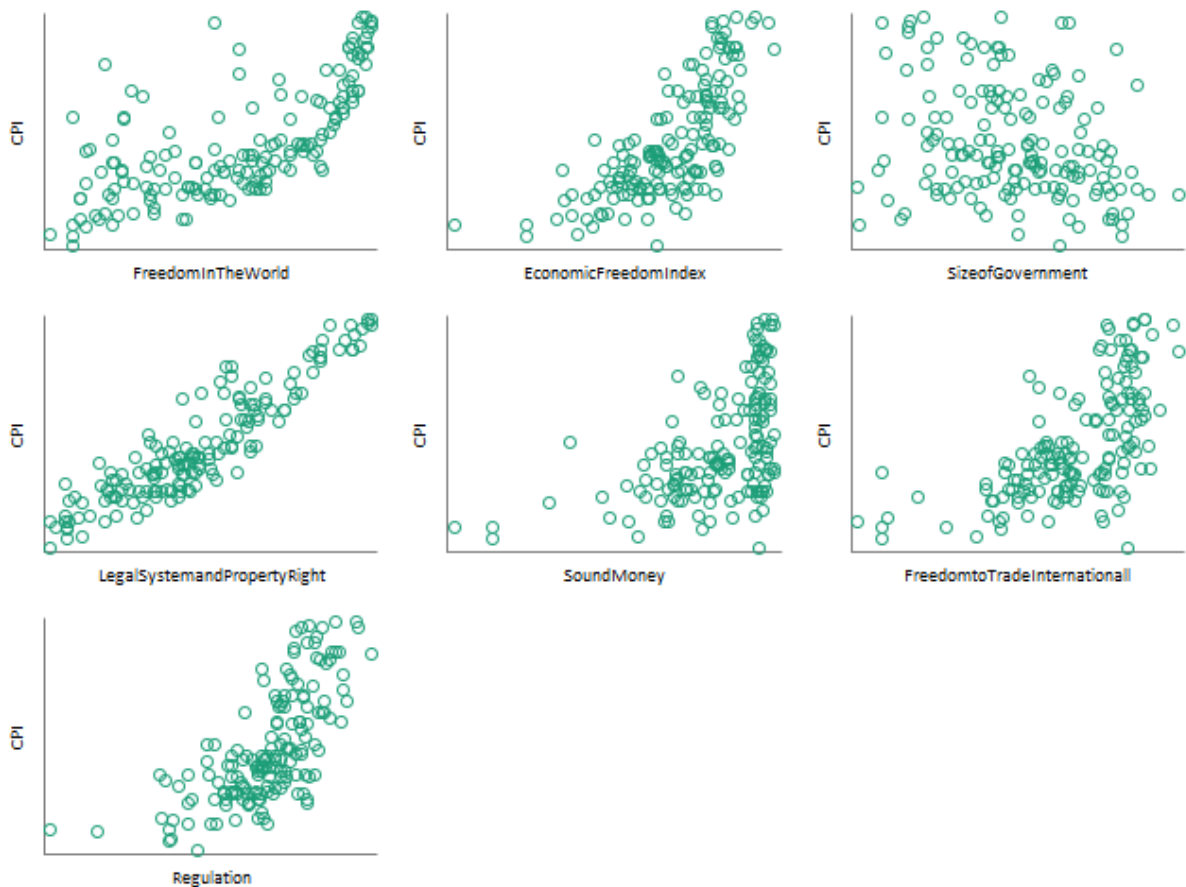 CPI
FreedomInTheWorld
CPI
EconomicFreedomIndex
CPI
SizeofGovernment
CPI
LegalSystemandPropertyRight
CPI
SoundMoney
CPI
FreedomtoTradeInternationall
CPI
Regulation